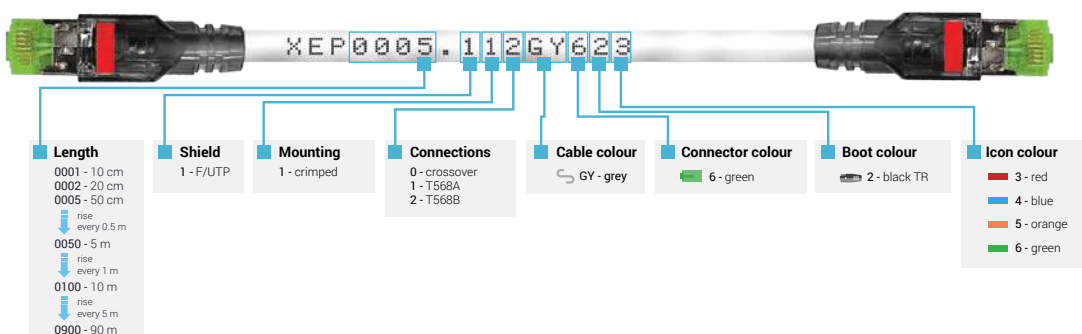 XEP0005.112GY623
Length
0001 - 10 cm
0002 - 20 cm
0005 - 50 cm
rise
every 0.5 m
0050 - 5 m
rise
every 1 m
0100 - 10 m
rise
every 5 m
0900 - 90 m
Shield
1 - F/UTP
Mounting
1 - crimped
Connections
0 - crossover
1 - T568A
2 - T568B
Cable colour
GY - grey
Connector colour
6 - green
Boot colour
2 - black TR
Icon colour
3 - red
4 - blue
5 - orange
6 - green